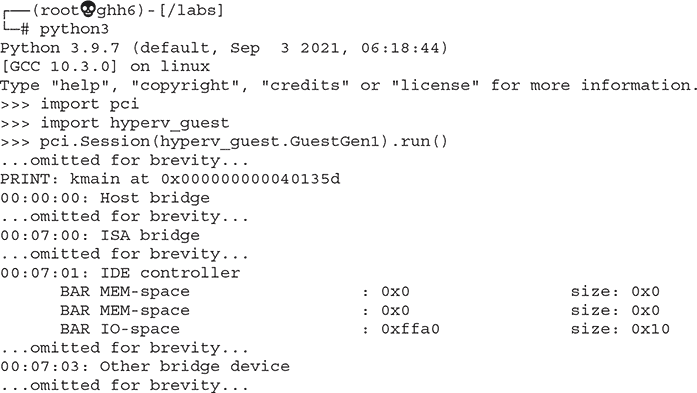 ┌──(root💀ghh6)-[/labs]
└─# python3
Python 3.9.7 (default, Sep  3 2021, 06:18:44)
[GCC 10.3.0] on linux
Type "help", "copyright", "credits" or "license" for more information.
>>> import pci
>>> import hyperv_guest
>>> pci.Session(hyperv_guest.GuestGen1).run()
...omitted for brevity...
PRINT: kmain at 0x000000000040135d
00:00:00: Host bridge
...omitted for brevity...
00:07:00: ISA bridge
...omitted for brevity...
00:07:01: IDE controller
      BAR MEM-space                 : 0x0                size: 0x0
      BAR MEM-space                 : 0x0                size: 0x0
      BAR IO-space                  : 0xffa0             size: 0x10
...omitted for brevity...
00:07:03: Other bridge device
...omitted for brevity...